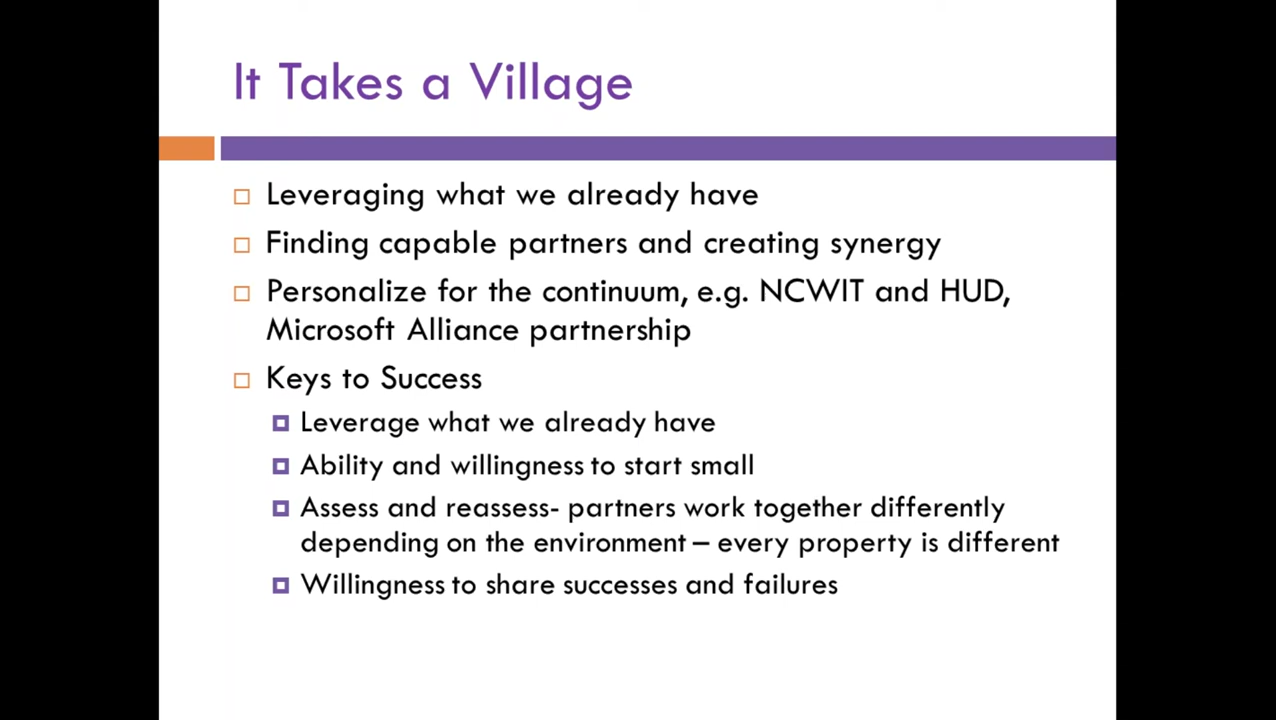 It Takes a Village
Leveraging what we already have
Finding capable partners and creating synergy
Personalize for the continuum, e.g. NCWIT and HUD,
Microsoft Alliance partnership
Keys to Success
Leverage what we already have
Ability and willingness to start small
Assess and reassess- partners work together differently
depending on the environment – every property is different
Willingness to share successes and failures